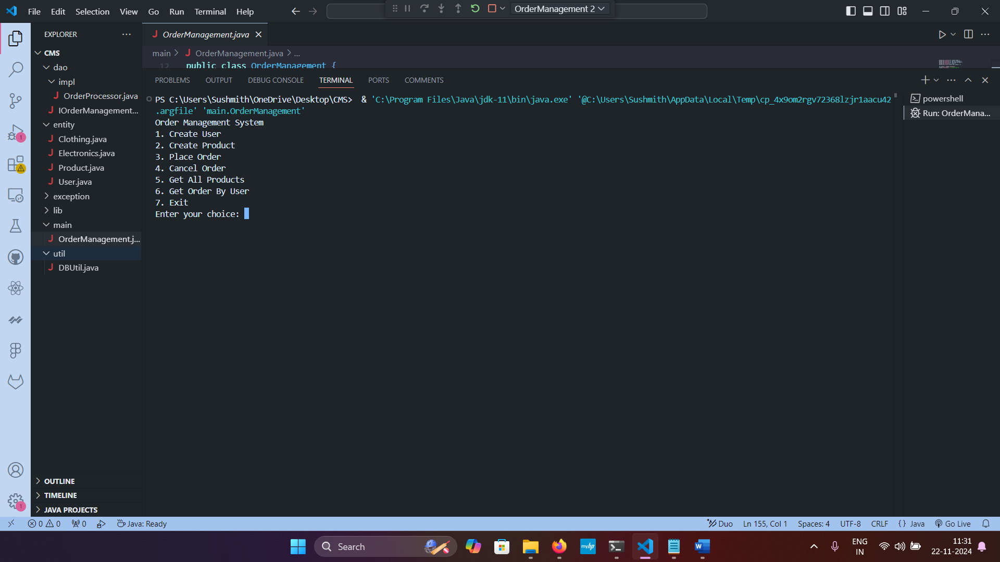 File Edit Selection View Go Run Terminal Help
OrderManagement 2
EXPLORER
CMS
dao
impl
OrderProcessor.java
IOrderManagement...
entity
Clothing.java
Electronics.java
Product.java
User.java
exception
lib
main
OrderManagement.j...
util
DBUtil.java
OUTLINE
TIMELINE
JAVA PROJECTS
OrderManagement.java
main > OrderManagement.java > ...
12 public class OrderManagement {
PROBLEMS OUTPUT DEBUG CONSOLE TERMINAL PORTS COMMENTS
PS C:\Users\Sushmith\OneDrive\Desktop\CMS> & 'C:\Program Files\Java\jdk-11\bin\java.exe' '@C:\Users\Sushmith\AppData\Local\Temp\cp_4x9om2rgv72368lzjr1aacu42
.argfile' 'main.OrderManagement'
Order Management System
1. Create User
2. Create Product
3. Place Order
4. Cancel Order
5. Get All Products
6. Get Order By User
7. Exit
Enter your choice:
powershell
Run: OrderMana...
1
1
0 0 0 Java: Ready
Duo Ln 155, Col 1 Spaces: 4 UTF-8 CRLF {} Java Go Live
Search
myhp
W
ENG
IN
11:31
22-11-2024